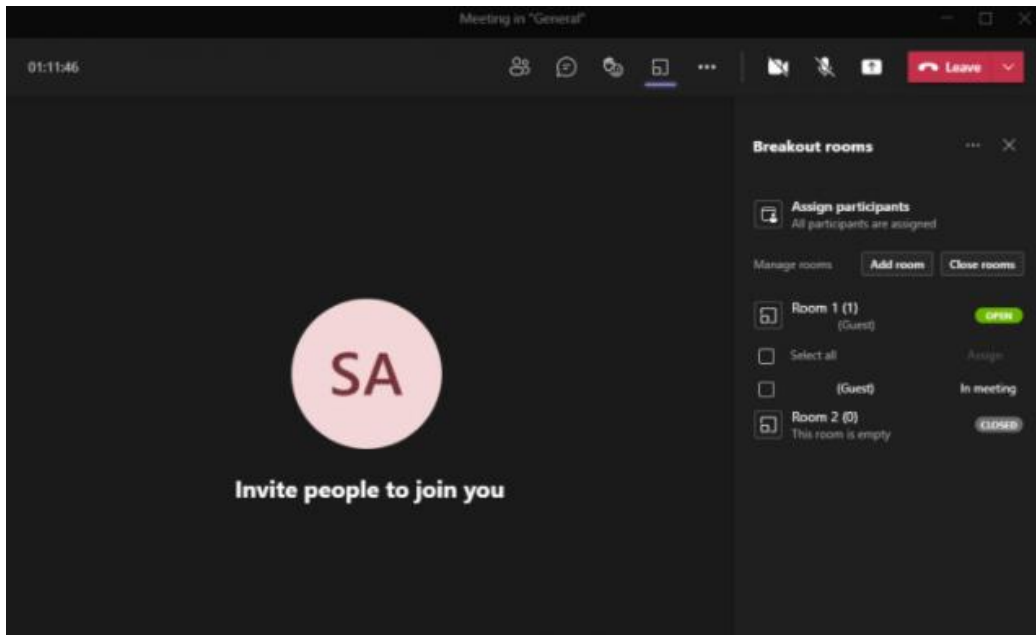 Meeting in "General"
01:11:46
Leave
Breakout rooms
Assign participants
All participants are assigned
Manage rooms Add room Close rooms
Room 1 (1) OPEN
(Guest)
Select all Assign
(Guest) In meeting
Room 2 (0) CLOSED
This room is empty
SA
Invite people to join you